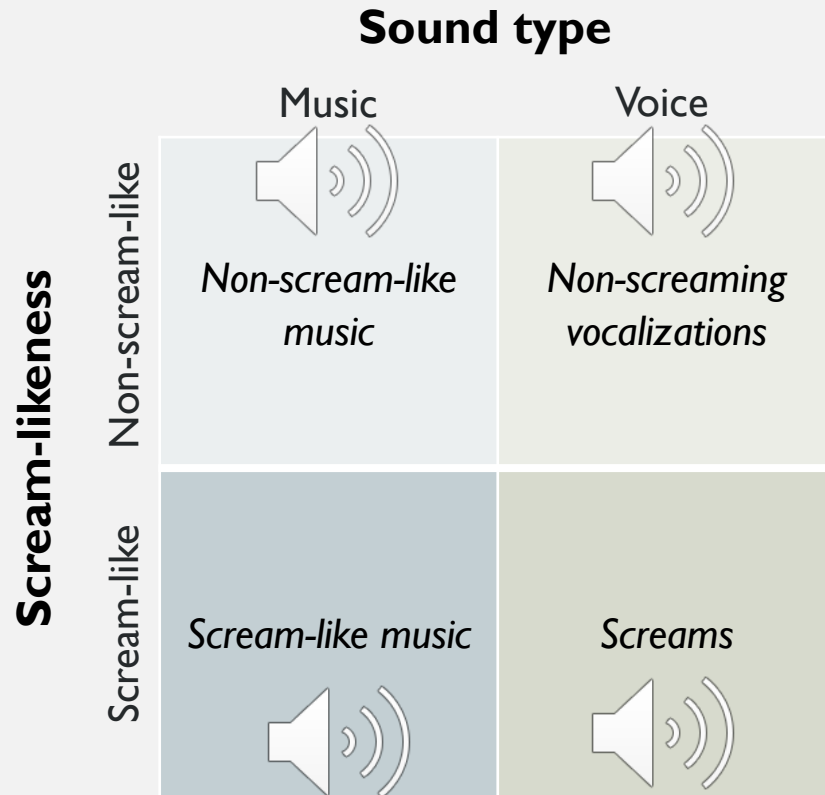 Sound type
Music
Voice
Scream-likeness
Non-scream-like
Non-scream-like
music
Non-screaming
vocalizations
Scream-like
Scream-like music
Screams